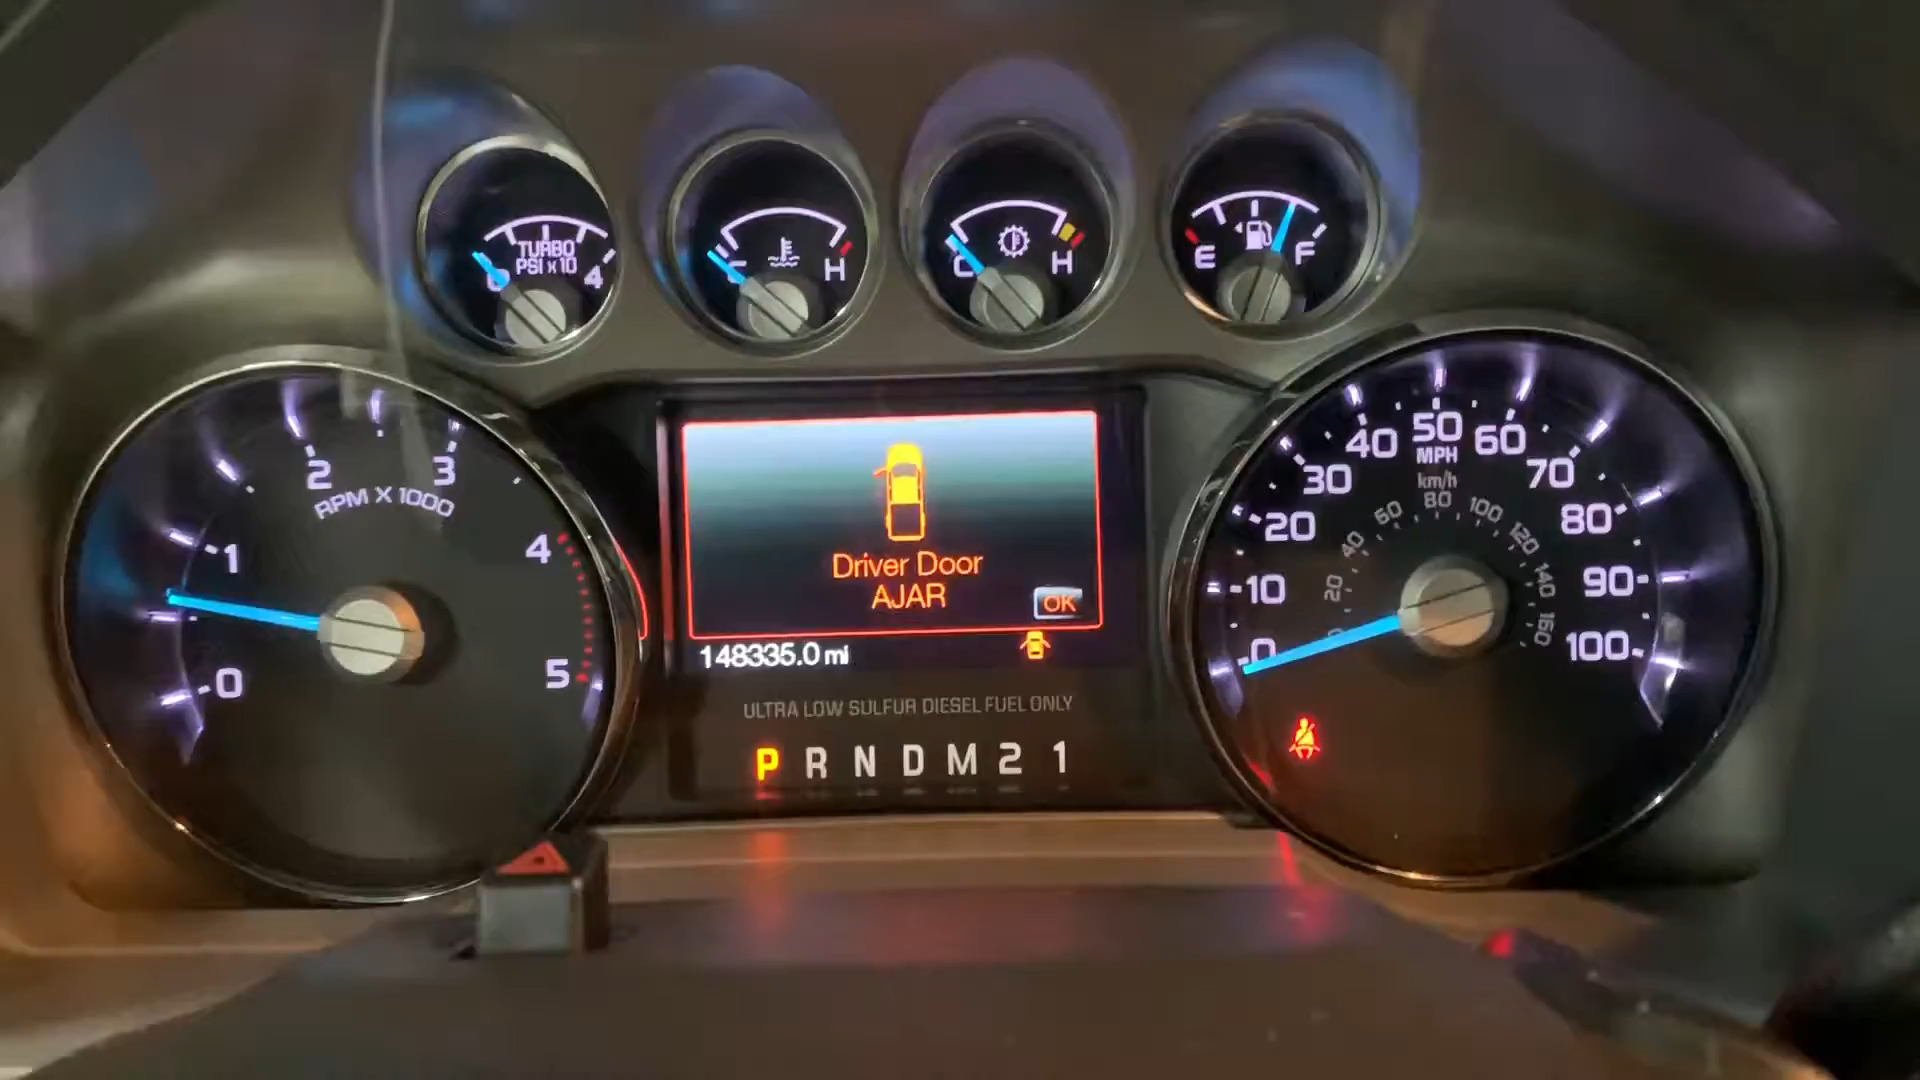 TURBO
PSI x 10
0 4
C H
C H
E F
0 1 2 3 4 5
RPM X 1000
Driver Door
AJAR
OK
148335.0 mi
ULTRA LOW SULFUR DIESEL FUEL ONLY
P R N D M 2 1
0 10 20 30 40 50 60 70 80 90 100
MPH
km/h
0 20 40 60 80 100 120 140 160